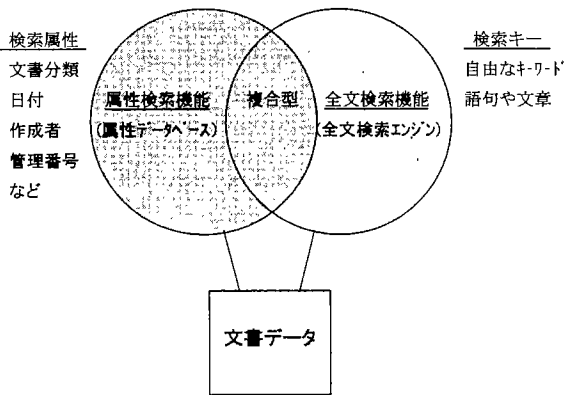 検索属性
文書分類
日付
作成者
管理番号
など
属性検索機能
(属性データベース)
複合型
全文検索機能
(全文検索エンジン)
検索キー
自由なキーワード
語句や文章
文書データ